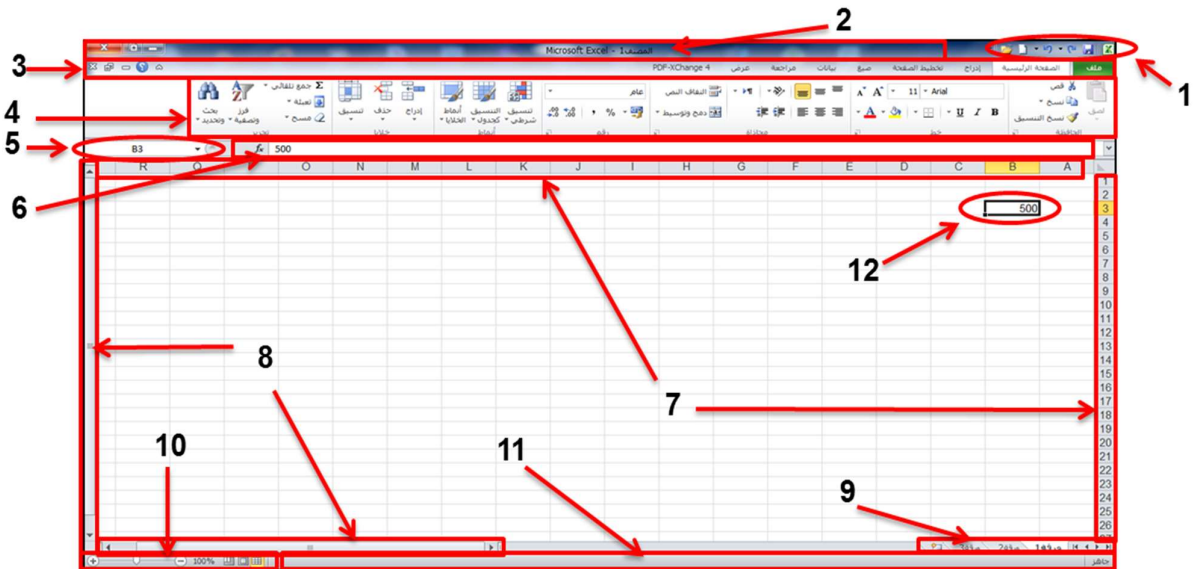 2
المصنف1 - Microsoft Excel
1
3
ملف الصفحة الرئيسية إدراج تخطيط الصفحة صيغ بيانات مراجعة عرض PDF-XChange 4
قص
نسخ
نسخ التنسيق
لصق
الحافظة
Arial 11
B I U
خط
التفاف النص
دمج وتوسيط
محاذاة
عام
%
رقم
تنسيق شرطي
التنسيق كجدول
أنماط الخلايا
أنماط
إدراج
حذف
تنسيق
خلايا
Σ جمع تلقائي
تعبئة
مسح
فرز وتصفية
بحث وتحديد
تحرير
4
5
B3
fx 500
6
R Q O N M L K J I H G F E D C B A
1
2
3
500
4
5
6
7
8
9
10
11
12
13
14
15
16
17
18
19
20
21
22
23
24
25
26
12
8
7
10
11
9
ورقة1 ورقة2 ورقة3
100%
جاهز